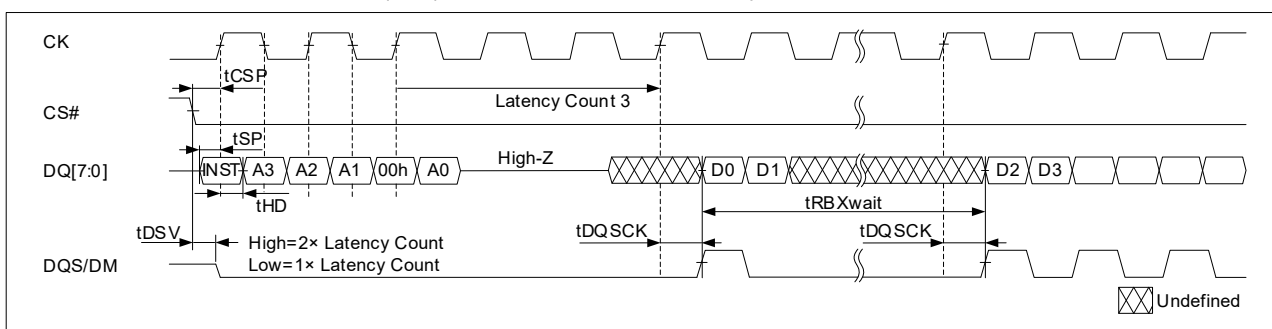 CK
tCSP
Latency Count 3
CS#
tSP
DQ[7:0] INST A3 A2 A1 00h A0 High-Z D0 D1 D2 D3
tHD
tRBXwait
tDSV
High=2× Latency Count
tDQSCK tDQSCK
Low=1× Latency Count
DQS/DM
Undefined